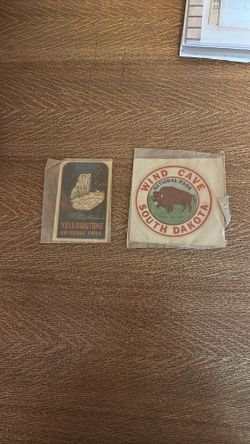 YELLOWSTONE
NATIONAL PARK
WIND CAVE
NATIONAL PARK
SOUTH DAKOTA